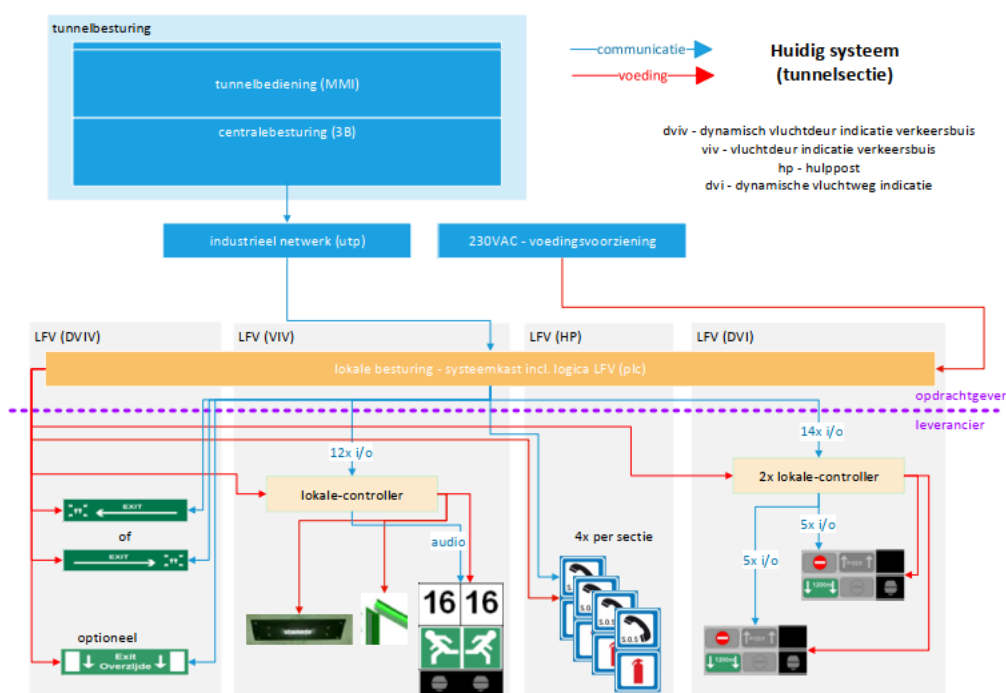 tunnelbesturing
tunnelbediening (MMI)
centralebesturing (3B)
communicatie
voeding
Huidig systeem
(tunnelsectie)
dviv - dynamisch vluchtdeur indicatie verkeersbuis
viv - vluchtdeur indicatie verkeersbuis
hp - hulppost
dvi - dynamische vluchtweg indicatie
industrieel netwerk (utp)
230VAC - voedingsvoorziening
LFV (DVIV)
LFV (VIV)
LFV (HP)
LFV (DVI)
lokale besturing - systeemkast incl. logica LFV (plc)
opdrachtgever
leverancier
12x i/o
14x i/o
lokale-controller
2x lokale-controller
EXIT
of
EXIT
audio
4x per sectie
5x i/o
5x i/o
16 16
S.O.S
1200m
1200m
optioneel
Exit
Overzijde